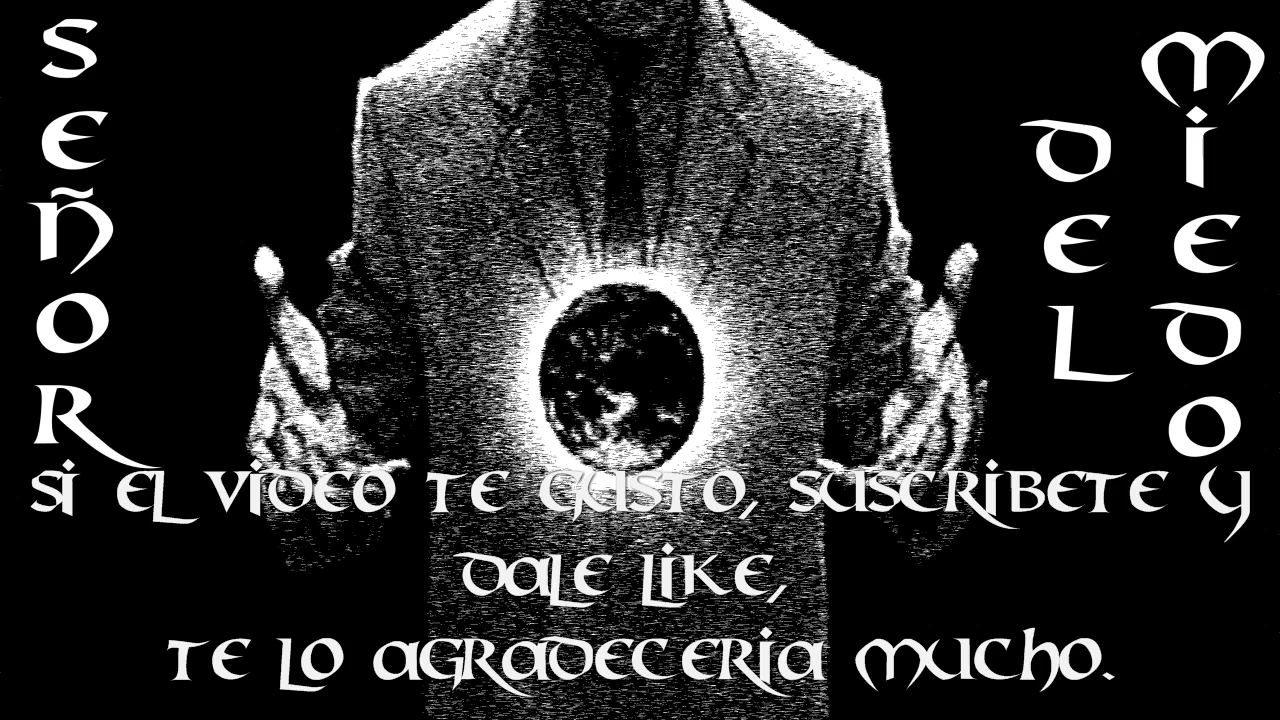 SEÑOR
DEL
MIEDO
SI EL VIDEO TE GUSTO, SUSCRIBETE Y
DALE LIKE,
TE LO AGRADECERIA MUCHO.